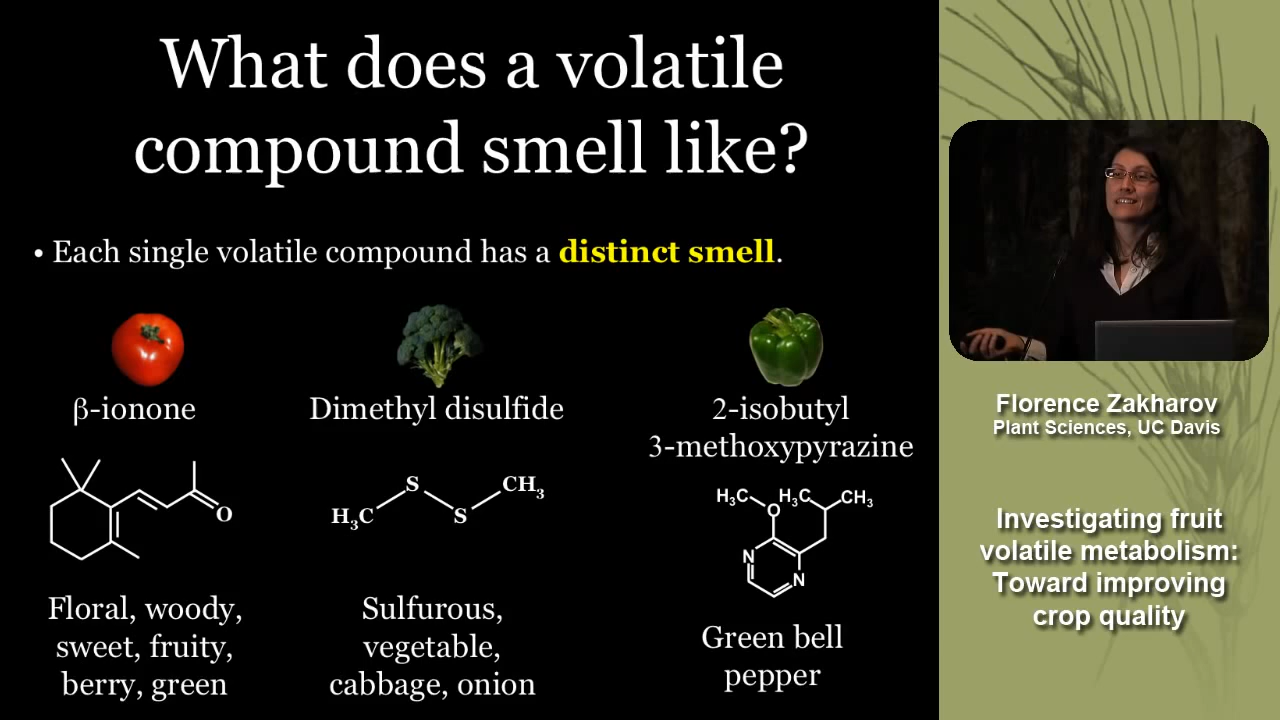 What does a volatile
compound smell like?
• Each single volatile compound has a distinct smell.
β-ionone
Dimethyl disulfide
2-isobutyl
3-methoxypyrazine
O
H₃C
S
S
CH₃
H₃C
O
H₃C
CH₃
N
N
Floral, woody,
sweet, fruity,
berry, green
Sulfurous,
vegetable,
cabbage, onion
Green bell
pepper
Florence Zakharov
Plant Sciences, UC Davis
Investigating fruit
volatile metabolism:
Toward improving
crop quality